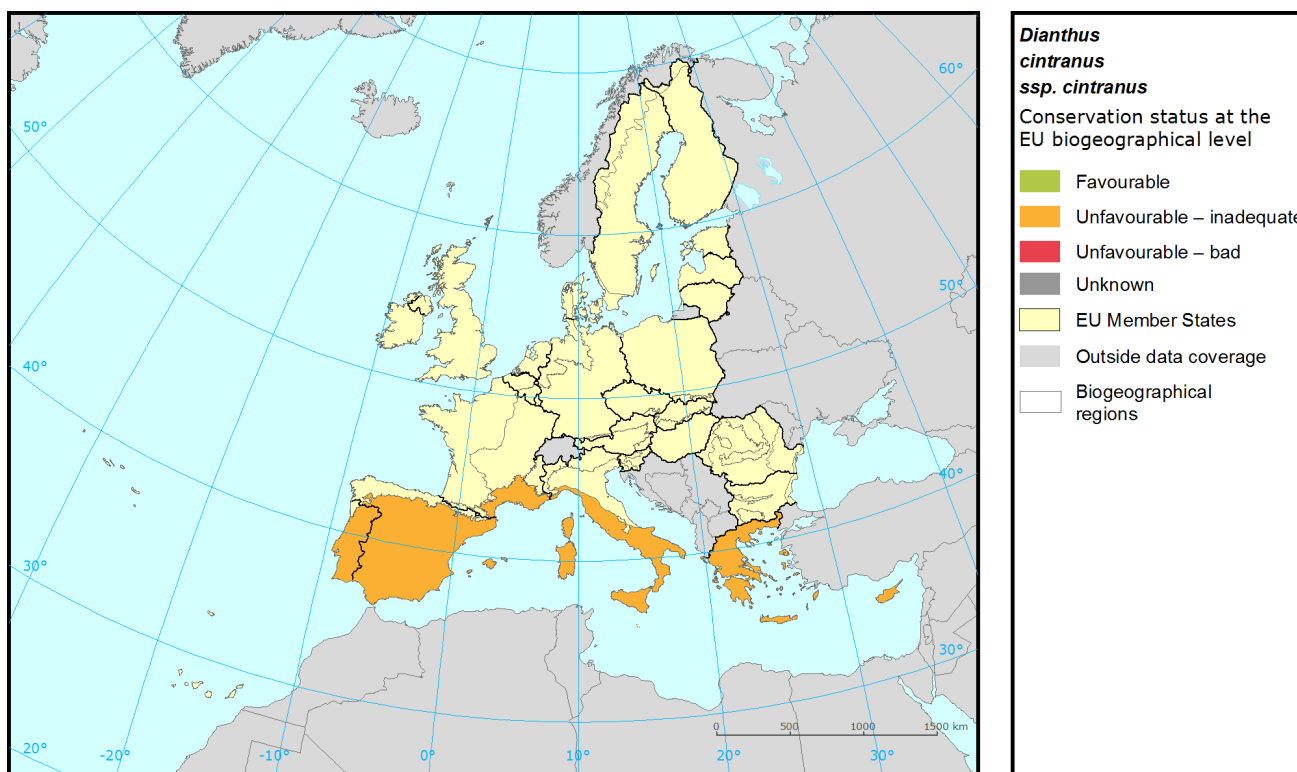 60°
50°
50°
40°
40°
30°
30°
0 500 1000 1500 km
20° -20° -10° 0° 10° 20° 30°
Dianthus
cintranus
ssp. cintranus
Conservation status at the
EU biogeographical level
Favourable
Unfavourable – inadequate
Unfavourable – bad
Unknown
EU Member States
Outside data coverage
Biogeographical
regions